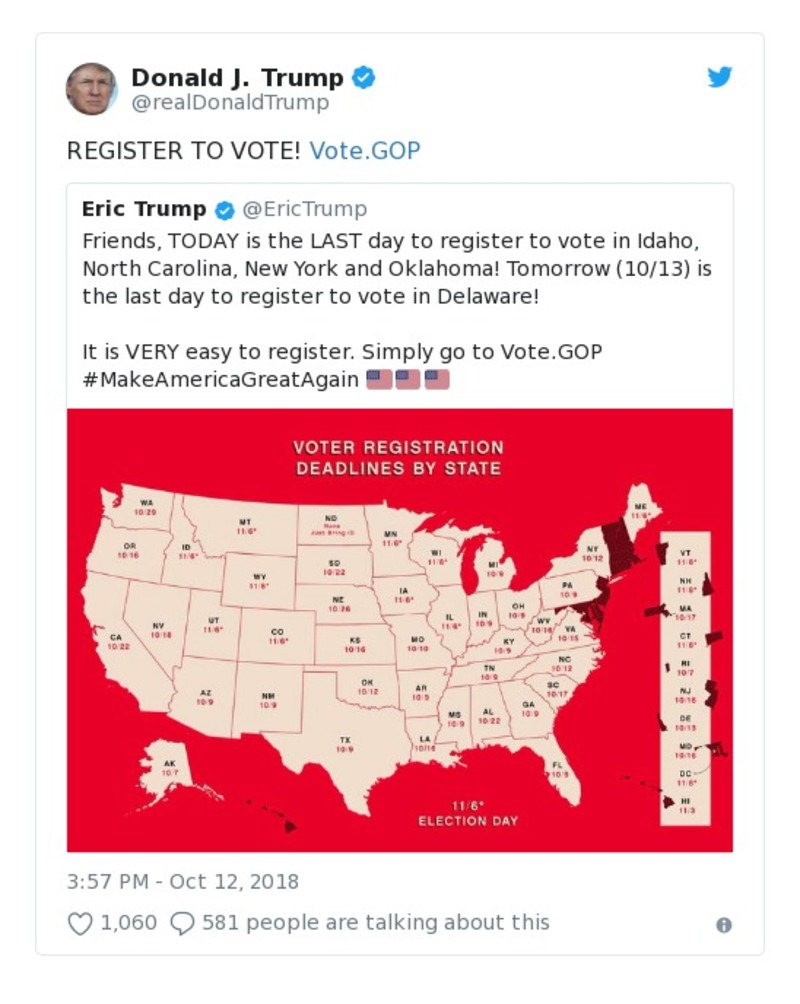 Donald J. Trump
@realDonaldTrump
REGISTER TO VOTE! Vote.GOP
Eric Trump @EricTrump
Friends, TODAY is the LAST day to register to vote in Idaho,
North Carolina, New York and Oklahoma! Tomorrow (10/13) is
the last day to register to vote in Delaware!
It is VERY easy to register. Simply go to Vote.GOP
#MakeAmericaGreatAgain 🇺🇸🇺🇸🇺🇸
VOTER REGISTRATION
DEADLINES BY STATE
WA
10/29
OR
10/16
ID
11/6*
MT
11/6*
ND
None
Just Bring ID
MN
11/6*
WI
11/6*
MI
10/9
NY
10/12
ME
11/6*
WY
11/6*
SD
10/22
IA
11/6*
NE
10/26
PA
10/9
NV
10/18
UT
11/6*
CO
11/6*
KS
10/16
MO
10/10
IL
11/6*
IN
10/9
OH
10/9
WV
10/16
VA
10/15
KY
10/9
CA
10/22
AZ
10/9
NM
10/9
OK
10/12
AR
10/9
TN
10/9
NC
10/12
SC
10/17
MS
10/9
AL
10/22
GA
10/9
TX
10/9
LA
10/16
FL
10/9
AK
10/7
VT
11/6*
NH
11/6*
MA
10/17
CT
11/6*
RI
10/7
NJ
10/16
DE
10/13
MD
10/16
DC
11/6*
HI
11/3
11/6*
ELECTION DAY
3:57 PM - Oct 12, 2018
1,060 581 people are talking about this